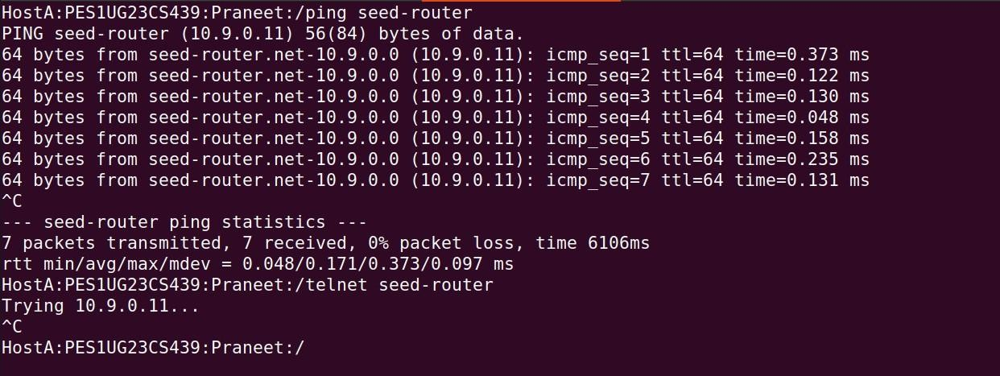 HostA:PES1UG23CS439:Praneet:/ping seed-router
PING seed-router (10.9.0.11) 56(84) bytes of data.
64 bytes from seed-router.net-10.9.0.0 (10.9.0.11): icmp_seq=1 ttl=64 time=0.373 ms
64 bytes from seed-router.net-10.9.0.0 (10.9.0.11): icmp_seq=2 ttl=64 time=0.122 ms
64 bytes from seed-router.net-10.9.0.0 (10.9.0.11): icmp_seq=3 ttl=64 time=0.130 ms
64 bytes from seed-router.net-10.9.0.0 (10.9.0.11): icmp_seq=4 ttl=64 time=0.048 ms
64 bytes from seed-router.net-10.9.0.0 (10.9.0.11): icmp_seq=5 ttl=64 time=0.158 ms
64 bytes from seed-router.net-10.9.0.0 (10.9.0.11): icmp_seq=6 ttl=64 time=0.235 ms
64 bytes from seed-router.net-10.9.0.0 (10.9.0.11): icmp_seq=7 ttl=64 time=0.131 ms
^C
--- seed-router ping statistics ---
7 packets transmitted, 7 received, 0% packet loss, time 6106ms
rtt min/avg/max/mdev = 0.048/0.171/0.373/0.097 ms
HostA:PES1UG23CS439:Praneet:/telnet seed-router
Trying 10.9.0.11...
^C
HostA:PES1UG23CS439:Praneet:/